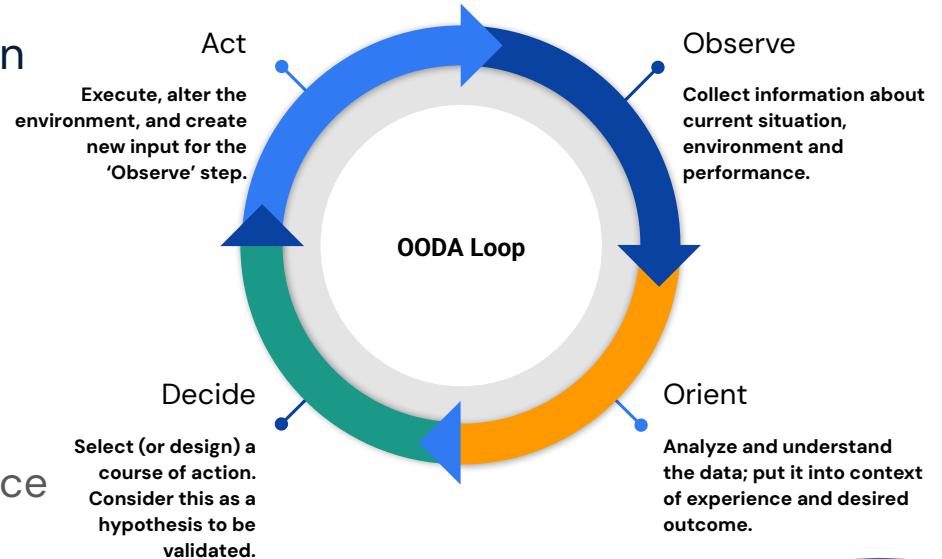 n
Act
Execute, alter the
environment, and create
new input for the
‘Observe’ step.
Observe
Collect information about
current situation,
environment and
performance.
OODA Loop
Decide
Select (or design) a
course of action.
Consider this as a
hypothesis to be
validated.
ce
Orient
Analyze and understand
the data; put it into context
of experience and desired
outcome.